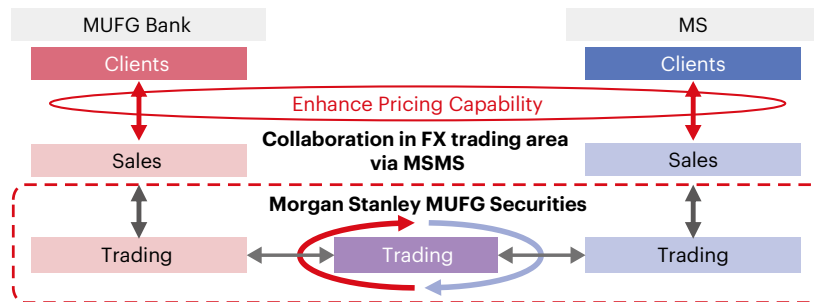 MUFG Bank
MS
Clients
Clients
Enhance Pricing Capability
Collaboration in FX trading area
via MSMS
Sales
Sales
Morgan Stanley MUFG Securities
Trading
Trading
Trading